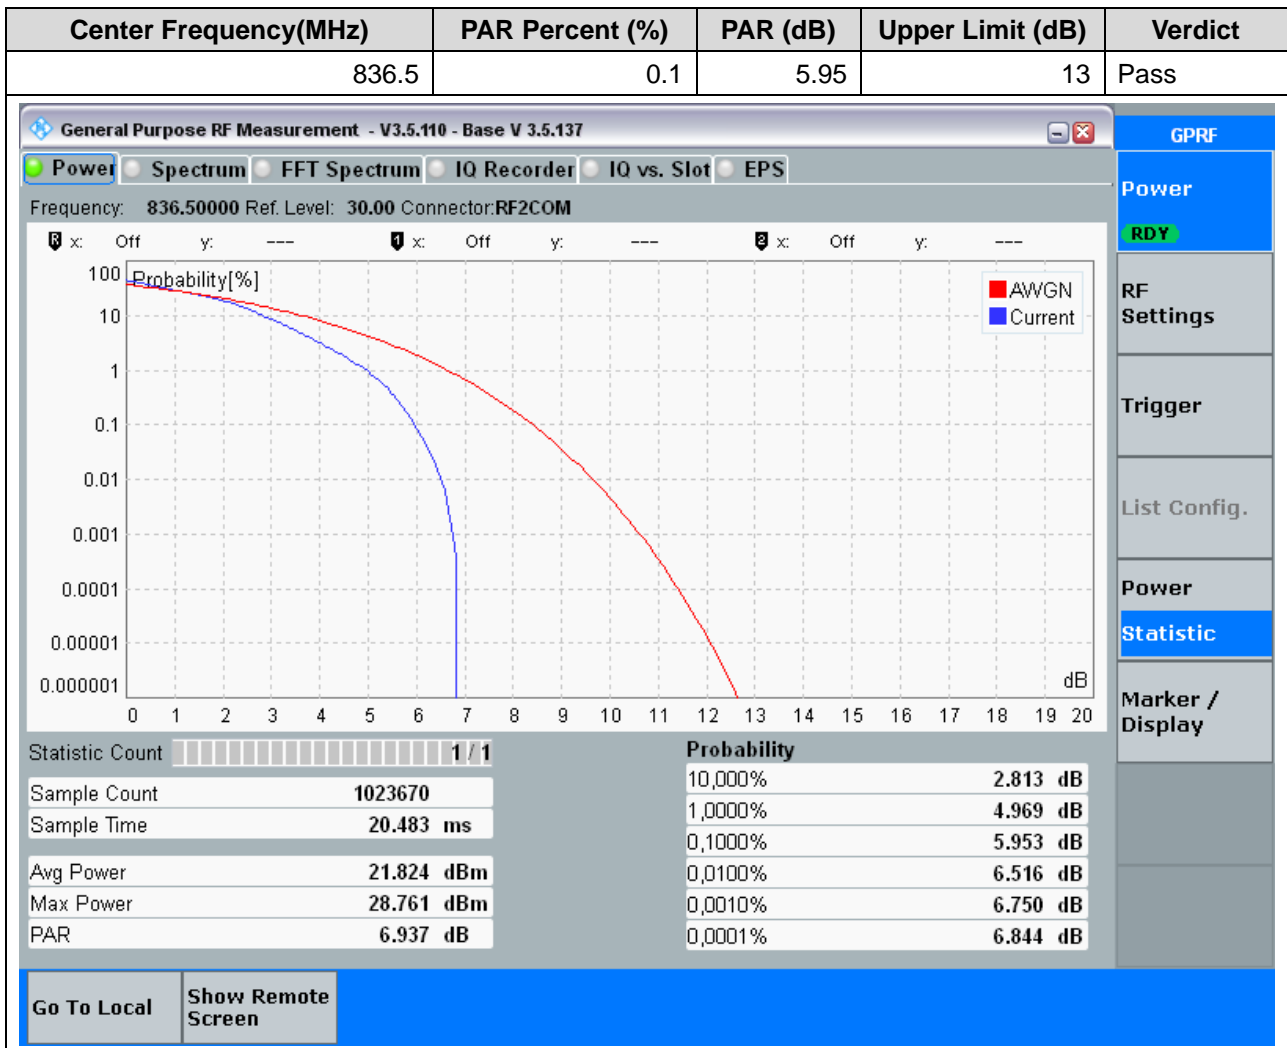 Center Frequency(MHz) PAR Percent (%) PAR (dB) Upper Limit (dB) Verdict
836.5 0.1 5.95 13 Pass
General Purpose RF Measurement - V3.5.110 - Base V 3.5.137
GPRF
Power Spectrum FFT Spectrum IQ Recorder IQ vs. Slot EPS
Frequency: 836.50000 Ref. Level: 30.00 Connector:RF2COM
R x: Off y: --- 1 x: Off y: --- 2 x: Off y: ---
Probability[%]
AWGN
Current
100
10
1
0.1
0.01
0.001
0.0001
0.00001
0.000001
dB
0 1 2 3 4 5 6 7 8 9 10 11 12 13 14 15 16 17 18 19 20
Statistic Count 1 / 1
Sample Count 1023670
Sample Time 20.483 ms
Avg Power 21.824 dBm
Max Power 28.761 dBm
PAR 6.937 dB
Probability
10,000% 2.813 dB
1,0000% 4.969 dB
0,1000% 5.953 dB
0,0100% 6.516 dB
0,0010% 6.750 dB
0,0001% 6.844 dB
Power
RDY
RF
Settings
Trigger
List Config.
Power
Statistic
Marker /
Display
Go To Local
Show Remote
Screen